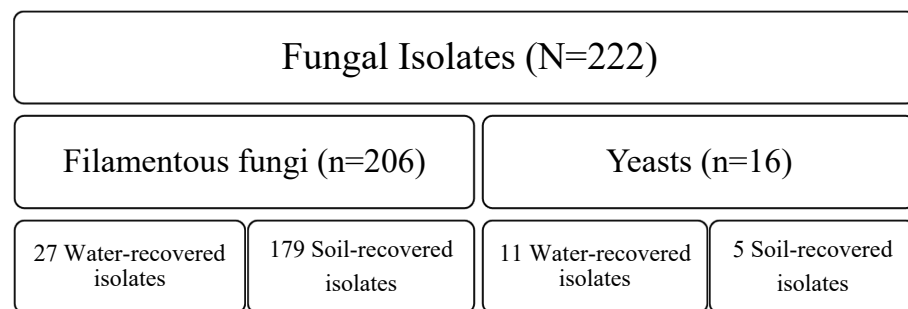 Fungal Isolates (N=222)
Filamentous fungi (n=206)
Yeasts (n=16)
27 Water-recovered
isolates
179 Soil-recovered
isolates
11 Water-recovered
isolates
5 Soil-recovered
isolates